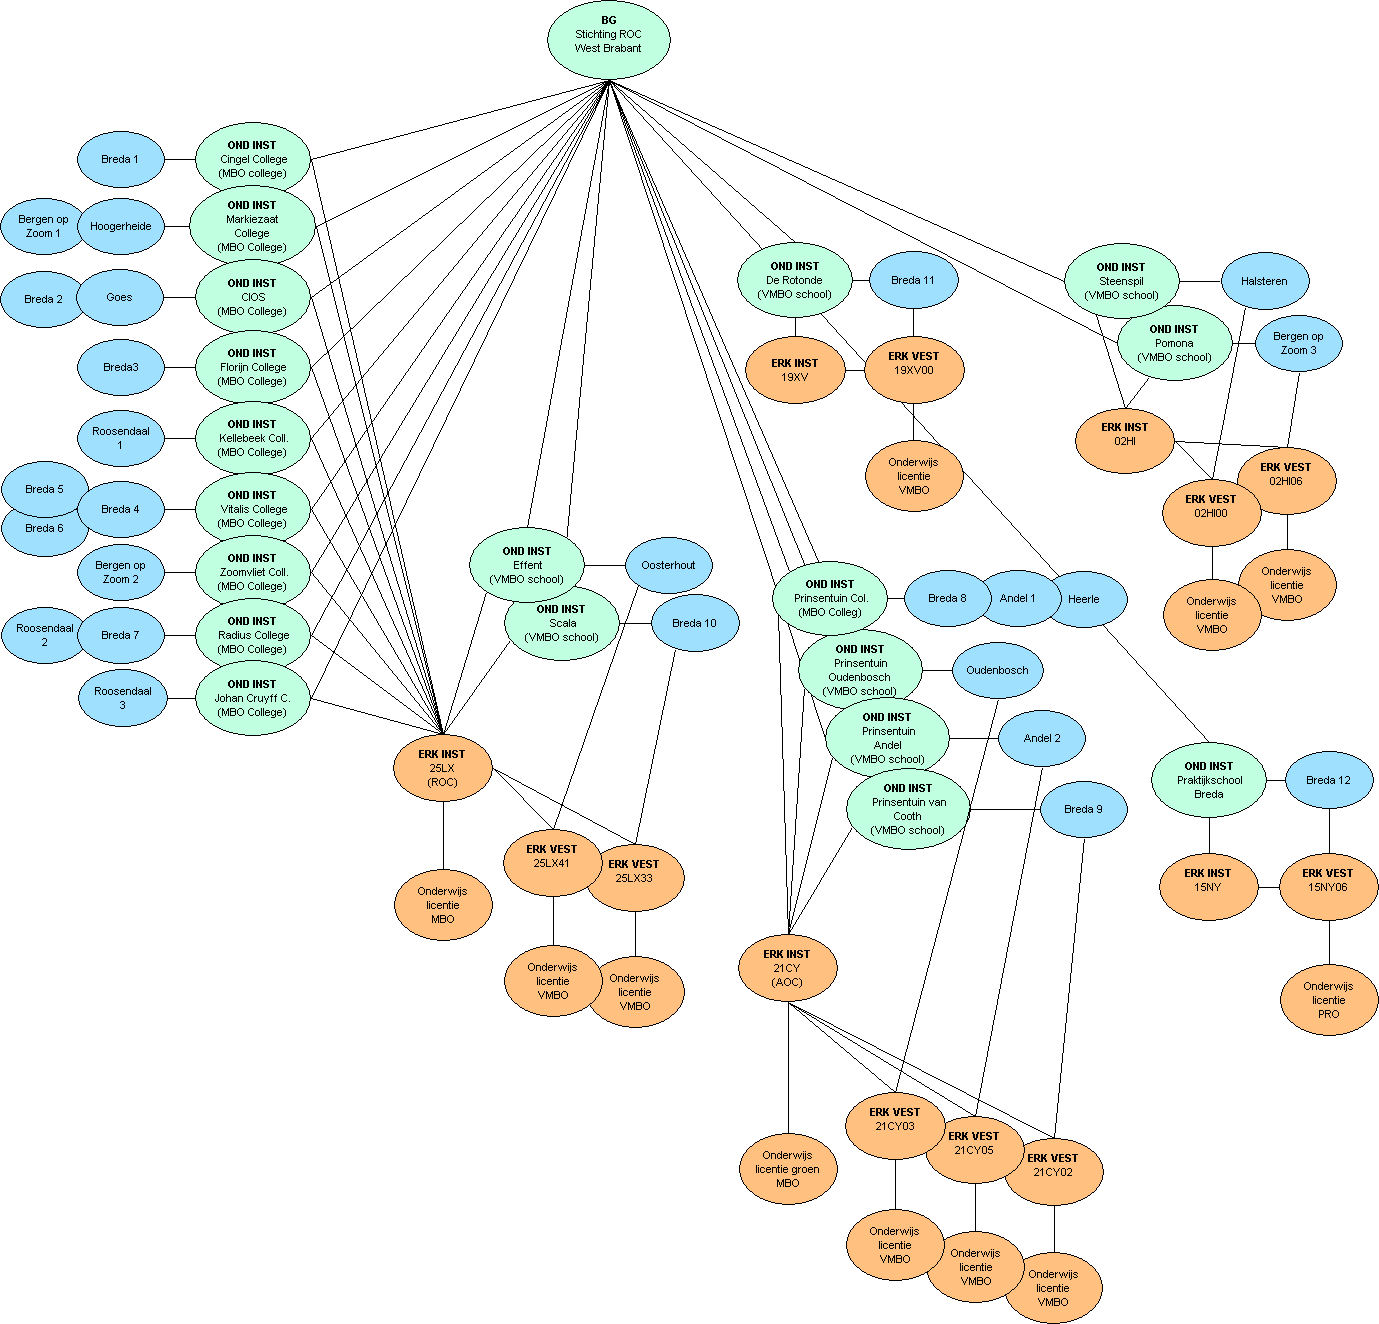 BG
Stichting ROC
West Brabant
Breda 1
OND INST
Cingel College
(MBO college)
Bergen op
Zoom 1
Hoogerheide
OND INST
Markiezaat
College
(MBO College)
Breda 2
Goes
OND INST
CIOS
(MBO College)
Breda3
OND INST
Florijn College
(MBO College)
Roosendaal
1
OND INST
Kellebeek Coll.
(MBO College)
Breda 5
Breda 6
Breda 4
OND INST
Vitalis College
(MBO College)
Bergen op
Zoom 2
OND INST
Zoomvliet Coll.
(MBO College)
Roosendaal
2
Breda 7
OND INST
Radius College
(MBO College)
Roosendaal
3
OND INST
Johan Cruyff C.
(MBO College)
ERK INST
25LX
(ROC)
Onderwijs
licentie
MBO
OND INST
Effent
(VMBO school)
Oosterhout
OND INST
Scala
(VMBO school)
Breda 10
ERK VEST
25LX41
ERK VEST
25LX33
Onderwijs
licentie
VMBO
Onderwijs
licentie
VMBO
OND INST
De Rotonde
(VMBO school)
Breda 11
ERK INST
19XV
ERK VEST
19XV00
Onderwijs
licentie
VMBO
OND INST
Steenspil
(VMBO school)
Halsteren
OND INST
Pomona
(VMBO school)
Bergen op
Zoom 3
ERK INST
02HI
ERK VEST
02HI06
ERK VEST
02HI00
Onderwijs
licentie
VMBO
Onderwijs
licentie
VMBO
OND INST
Prinsentuin Col.
(MBO Colleg)
Breda 8
Andel 1
Heerle
OND INST
Prinsentuin
Oudenbosch
(VMBO school)
Oudenbosch
OND INST
Prinsentuin
Andel
(VMBO school)
Andel 2
OND INST
Prinsentuin van
Cooth
(VMBO school)
Breda 9
OND INST
Praktijkschool
Breda
Breda 12
ERK INST
15NY
ERK VEST
15NY06
Onderwijs
licentie
PRO
ERK INST
21CY
(AOC)
Onderwijs
licentie groen
MBO
ERK VEST
21CY03
ERK VEST
21CY05
ERK VEST
21CY02
Onderwijs
licentie
VMBO
Onderwijs
licentie
VMBO
Onderwijs
licentie
VMBO